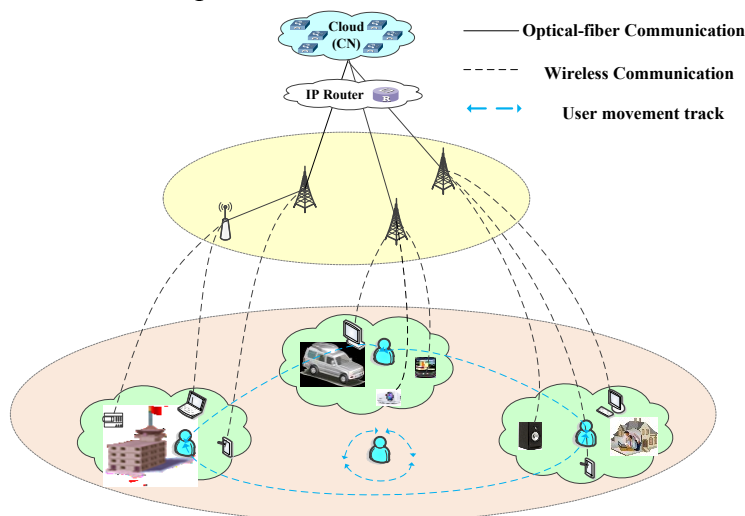 Cloud
(CN)
IP Router
R
Optical-fiber Communication
Wireless Communication
User movement track